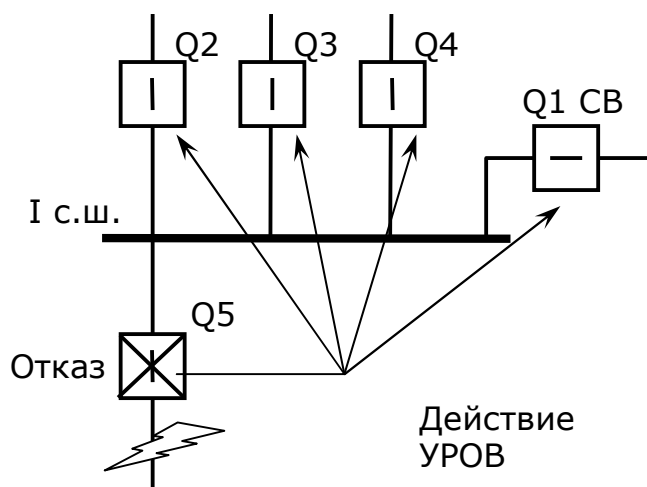 Q2
Q3
Q4
Q1 СВ
I с.ш.
Q5
Отказ
Действие
УРОВ